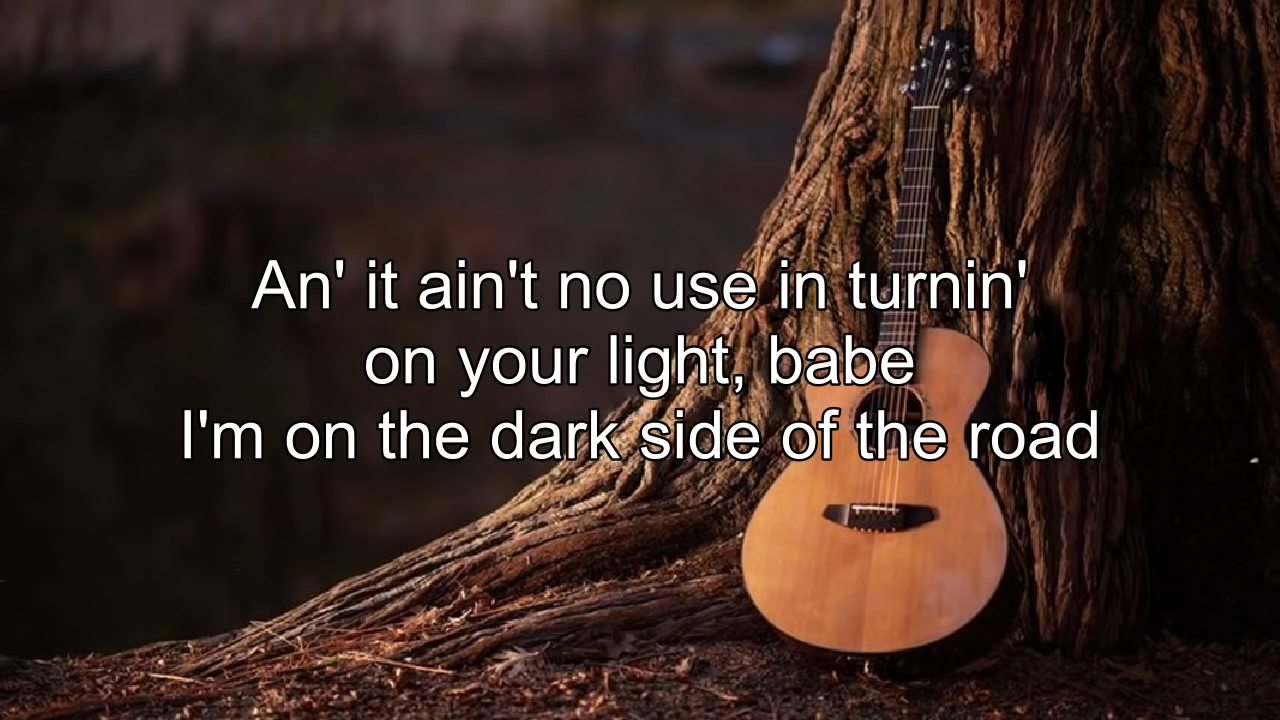 An' it ain't no use in turnin'
on your light, babe
I'm on the dark side of the road